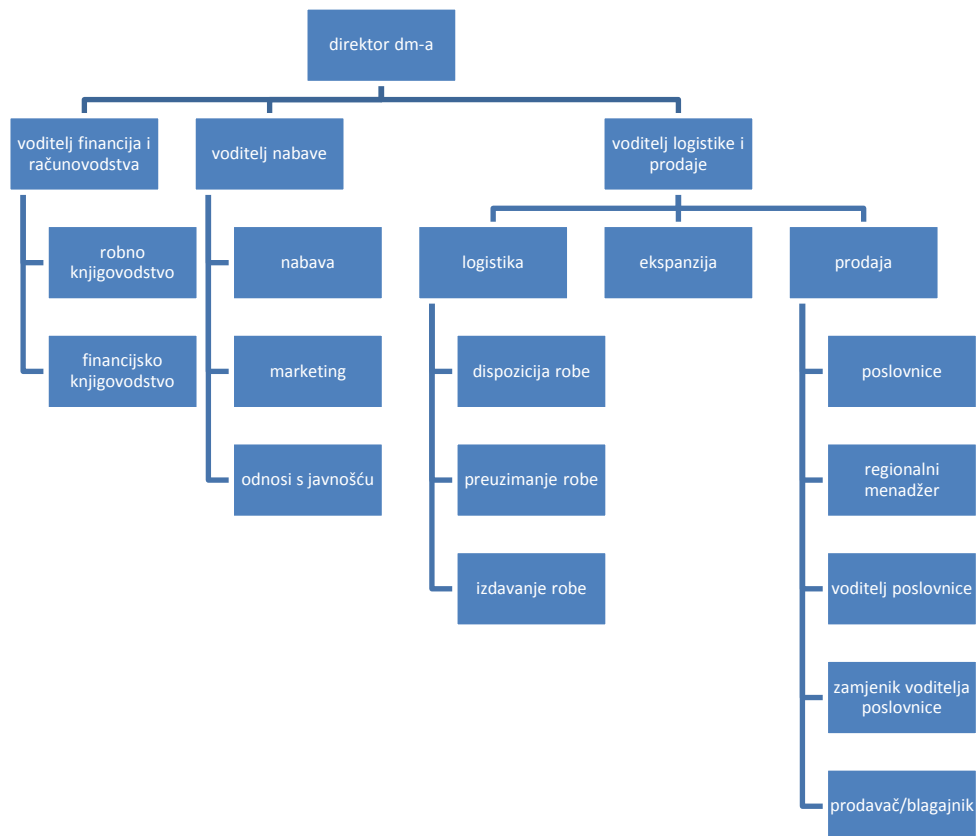 direktor dm-a
voditelj financija i
računovodstva
voditelj nabave
voditelj logistike i
prodaje
robno
knjigovodstvo
nabava
logistika
ekspanzija
prodaja
financijsko
knjigovodstvo
marketing
dispozicija robe
poslovnice
odnosi s javnošću
preuzimanje robe
regionalni
menadžer
izdavanje robe
voditelj poslovnice
zamjenik voditelja
poslovnice
prodavač/blagajnik